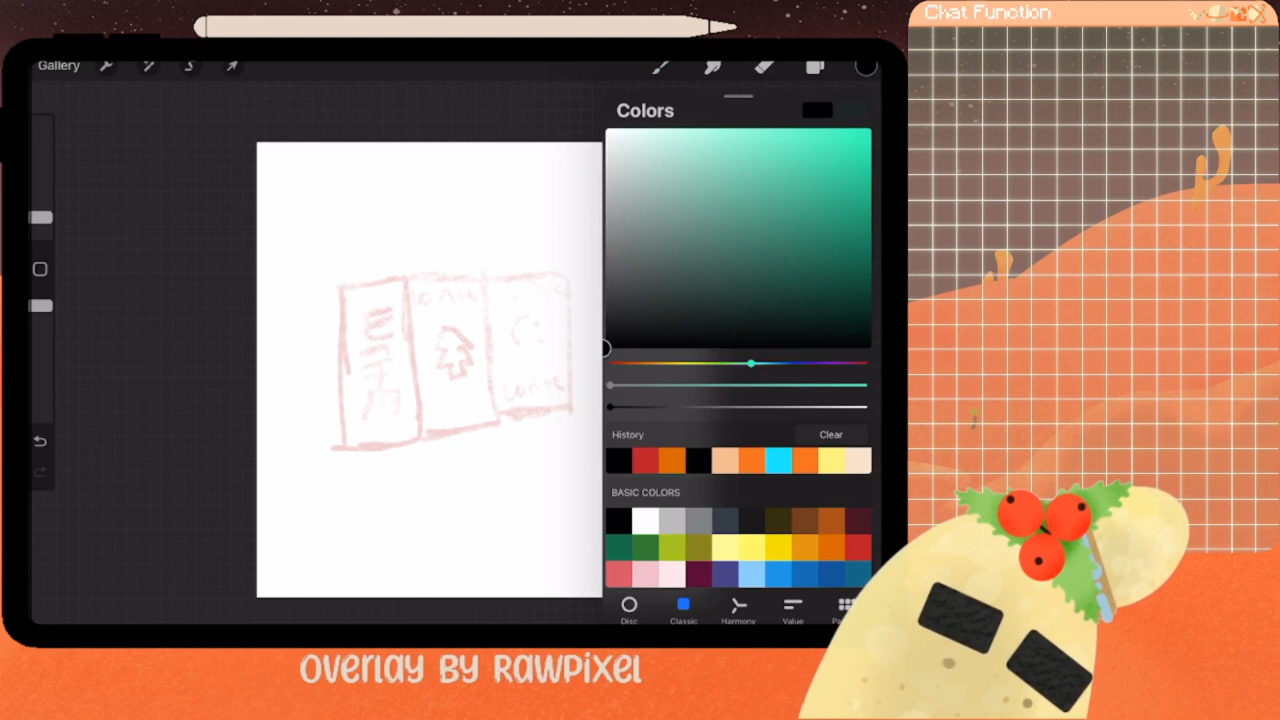 Chat Function
Gallery
Colors
History
Clear
BASIC COLORS
Disc
Classic
Harmony
Value
OVERLAY BY RAWPIXEL